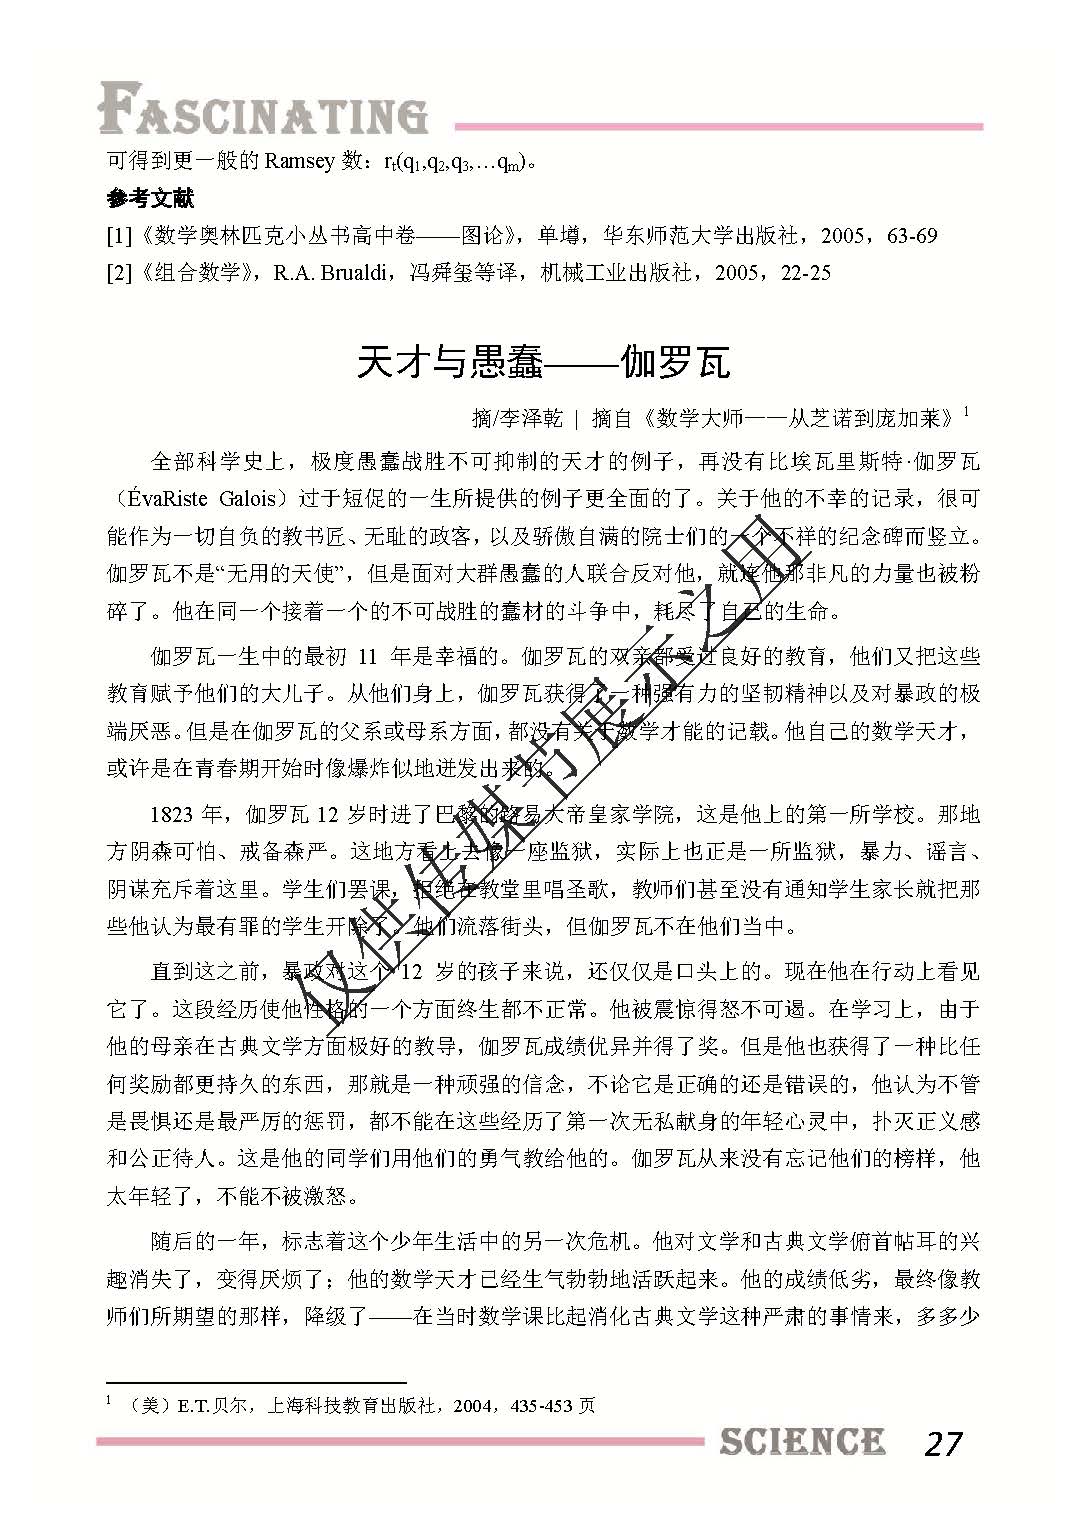 FASCINATING
可得到更一般的 Ramsey 数：rt(q1,q2,q3,…qm)。
参考文献
[1]《数学奥林匹克小丛书高中卷——图论》，单墫，华东师范大学出版社，2005，63-69
[2]《组合数学》，R.A. Brualdi，冯舜玺等译，机械工业出版社，2005，22-25
天才与愚蠢——伽罗瓦
摘/李泽乾 | 摘自《数学大师——从芝诺到庞加莱》1
全部科学史上，极度愚蠢战胜不可抑制的天才的例子，再没有比埃瓦里斯特·伽罗瓦
（ÉvaRiste Galois）过于短促的一生所提供的例子更全面的了。关于他的不幸的记录，很可
能作为一切自负的教书匠、无耻的政客，以及骄傲自满的院士们的一个不祥的纪念碑而竖立。
伽罗瓦不是“无用的天使”，但是面对大群愚蠢的人联合反对他，就连他那非凡的力量也被粉
碎了。他在同一个接着一个的不可战胜的蠢材的斗争中，耗尽了自己的生命。
伽罗瓦一生中的最初 11 年是幸福的。伽罗瓦的双亲都受过良好的教育，他们又把这些
教育赋予他们的大儿子。从他们身上，伽罗瓦获得了一种强有力的坚韧精神以及对暴政的极
端厌恶。但是在伽罗瓦的父系或母系方面，都没有关于数学才能的记载。他自己的数学天才，
或许是在青春期开始时像爆炸似地迸发出来的。
1823 年，伽罗瓦 12 岁时进了巴黎的路易大帝皇家学院，这是他上的第一所学校。那地
方阴森可怕、戒备森严。这地方看上去像一座监狱，实际上也正是一所监狱，暴力、谣言、
阴谋充斥着这里。学生们罢课，拒绝在教堂里唱圣歌，教师们甚至没有通知学生家长就把那
些他认为最有罪的学生开除了。他们流落街头，但伽罗瓦不在他们当中。
直到这之前，暴政对这个 12 岁的孩子来说，还仅仅是口头上的。现在他在行动上看见
它了。这段经历使他性格的一个方面终生都不正常。他被震惊得怒不可遏。在学习上，由于
他的母亲在古典文学方面极好的教导，伽罗瓦成绩优异并得了奖。但是他也获得了一种比任
何奖励都更持久的东西，那就是一种顽强的信念，不论它是正确的还是错误的，他认为不管
是畏惧还是最严厉的惩罚，都不能在这些经历了第一次无私献身的年轻心灵中，扑灭正义感
和公正待人。这是他的同学们用他们的勇气教给他的。伽罗瓦从来没有忘记他们的榜样，他
太年轻了，不能不被激怒。
随后的一年，标志着这个少年生活中的另一次危机。他对文学和古典文学俯首帖耳的兴
趣消失了，变得厌烦了；他的数学天才已经生气勃勃地活跃起来。他的成绩低劣，最终像教
师们所期望的那样，降级了——在当时数学课比起消化古典文学这种严肃的事情来，多多少
仅供传媒节展示之用
1 （美）E.T.贝尔，上海科技教育出版社，2004，435-453 页
SCIENCE 27